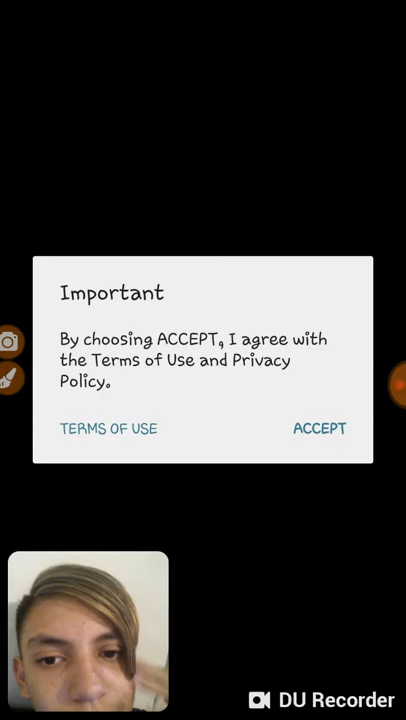 Important
By choosing ACCEPT, I agree with
the Terms of Use and Privacy
Policy.
TERMS OF USE ACCEPT
DU Recorder